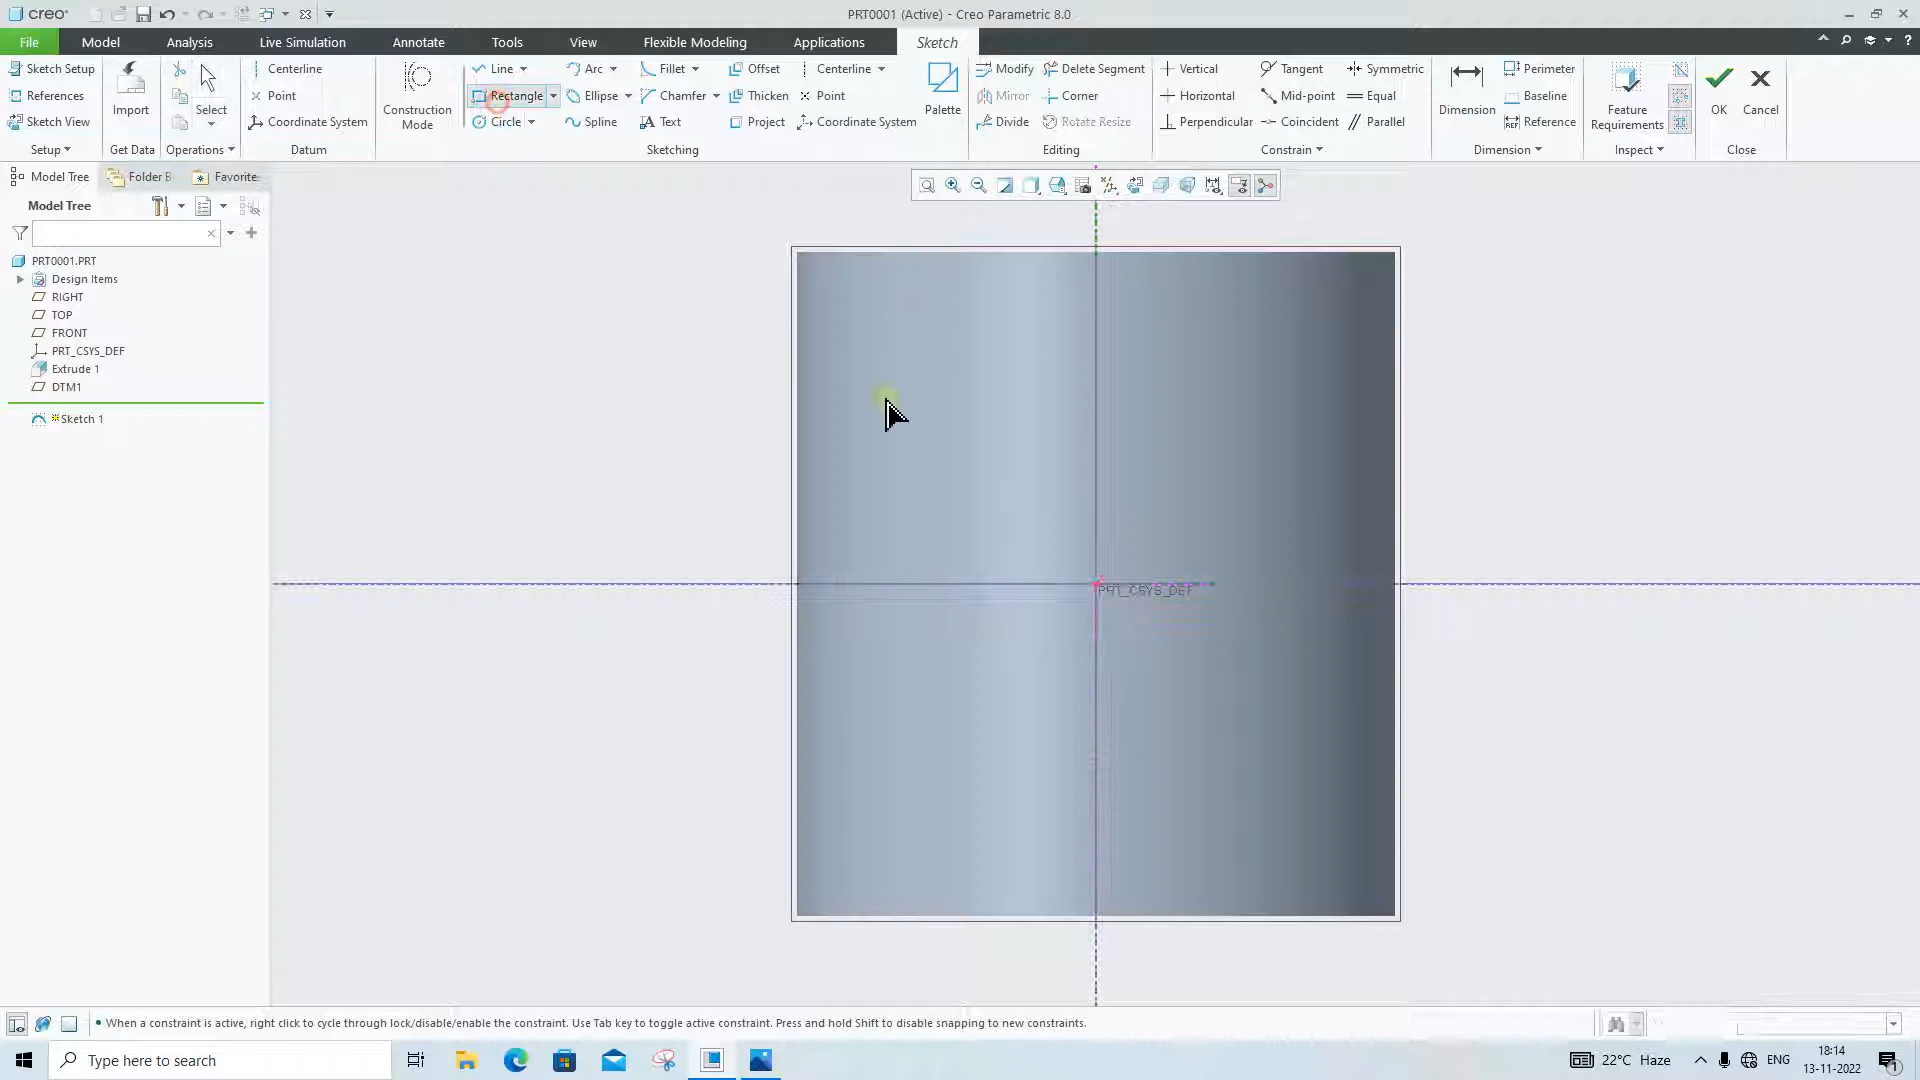 creo
PRT0001 (Active) - Creo Parametric 8.0
File
Model
Analysis
Live Simulation
Annotate
Tools
View
Flexible Modeling
Applications
Sketch
Sketch Setup
References
Sketch View
Setup
Import
Get Data
Select
Operations
Centerline
Point
Coordinate System
Datum
Construction
Mode
Line
Rectangle
Circle
Arc
Ellipse
Spline
Fillet
Chamfer
Text
Offset
Thicken
Project
Centerline
Point
Coordinate System
Palette
Sketching
Modify
Mirror
Divide
Delete Segment
Corner
Rotate Resize
Editing
Vertical
Horizontal
Perpendicular
Tangent
Mid-point
Coincident
Symmetric
Equal
Parallel
Constrain
Dimension
Perimeter
Baseline
Reference
Dimension
Feature
Requirements
Inspect
OK
Cancel
Close
Model Tree
Folder B
Favorite
Model Tree
PRT0001.PRT
Design Items
RIGHT
TOP
FRONT
PRT_CSYS_DEF
Extrude 1
DTM1
Sketch 1
PRT_CSYS_DEF
When a constraint is active, right click to cycle through lock/disable/enable the constraint. Use Tab key to toggle active constraint. Press and hold Shift to disable snapping to new constraints.
Type here to search
22°C Haze
ENG
18:14
13-11-2022
1